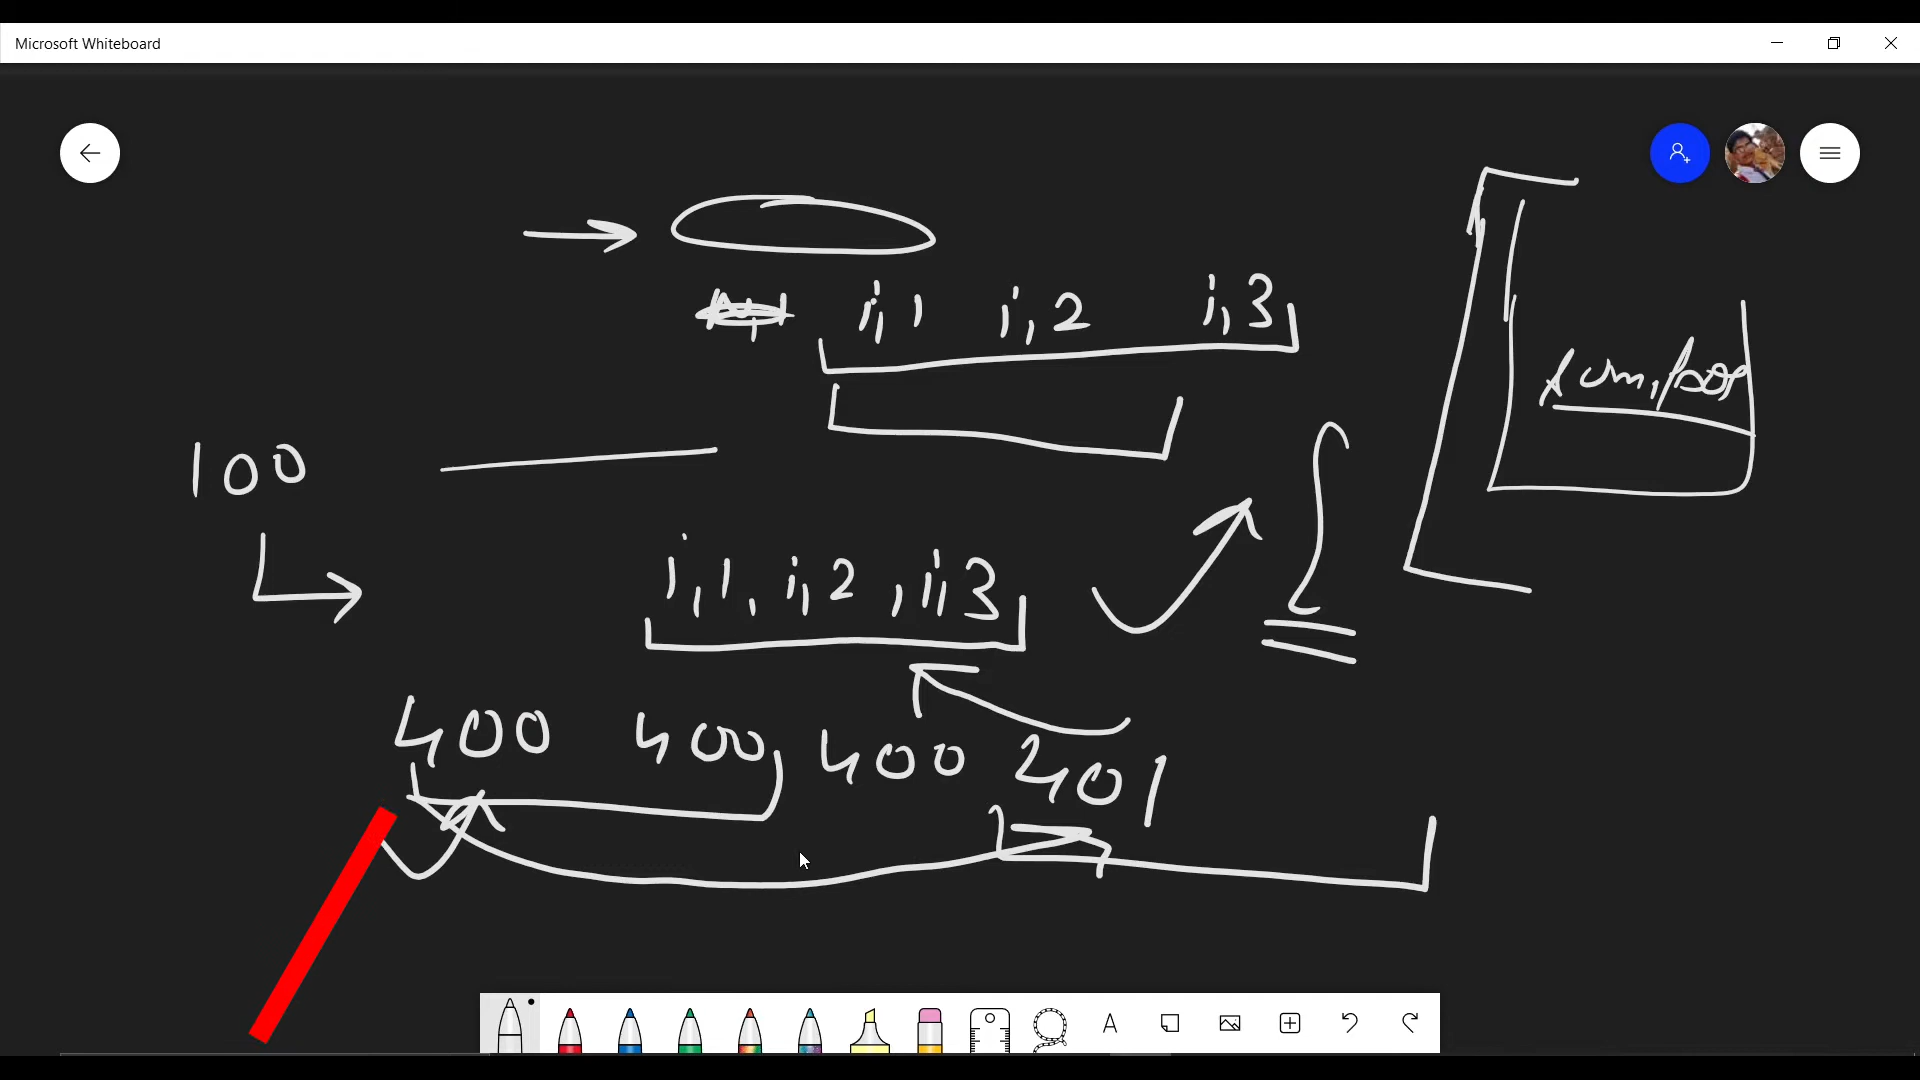 Microsoft Whiteboard
i,1 i,2 i,3
100
i,1, i,2, i,3
400 400, 400 401